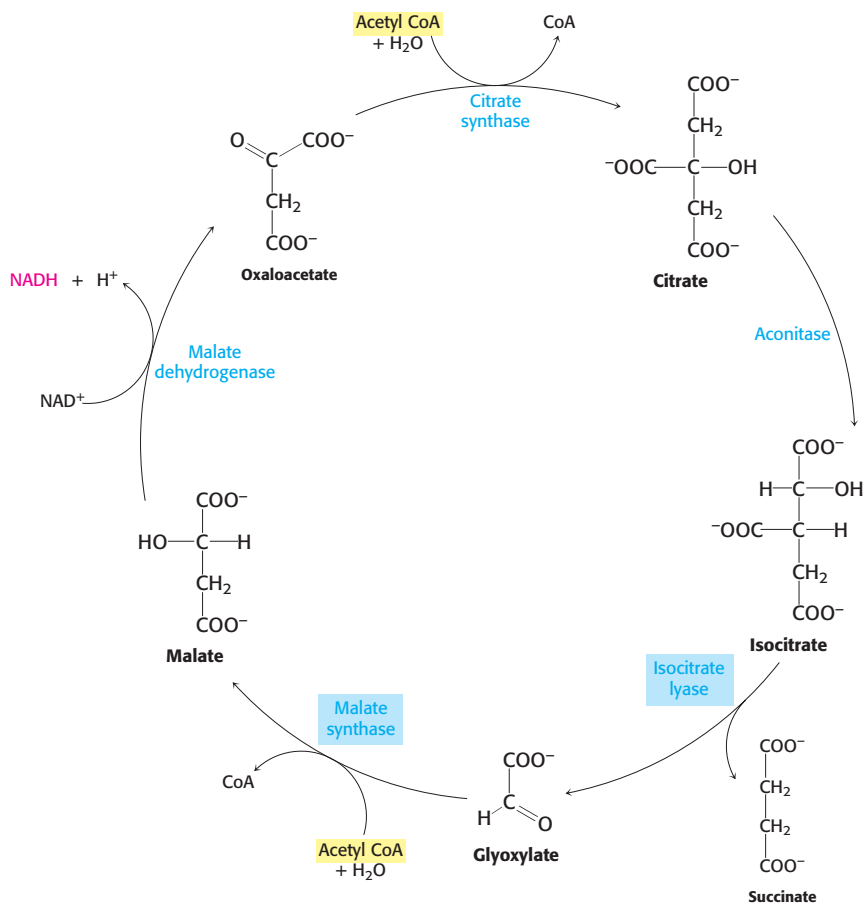 Acetyl CoA
+ H₂O
CoA
Citrate
synthase
O
C
COO⁻
CH₂
COO⁻
Oxaloacetate
COO⁻
CH₂
⁻OOC—C—OH
CH₂
COO⁻
Citrate
Aconitase
NADH + H⁺
Malate
dehydrogenase
NAD⁺
COO⁻
H—C—OH
⁻OOC—C—H
CH₂
COO⁻
Isocitrate
COO⁻
HO—C—H
CH₂
COO⁻
Malate
Isocitrate
lyase
Malate
synthase
CoA
Acetyl CoA
+ H₂O
COO⁻
C
H
O
Glyoxylate
COO⁻
CH₂
CH₂
COO⁻
Succinate